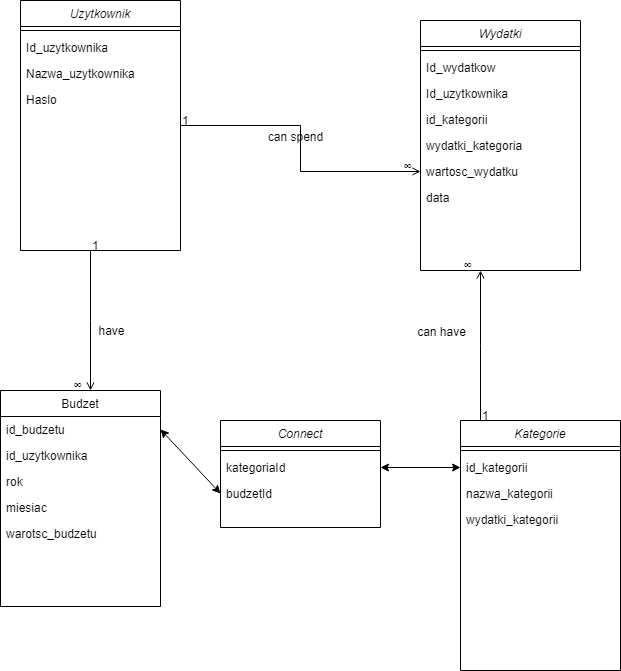 Uzytkownik
Id_uzytkownika
Nazwa_uzytkownika
Haslo
1
can spend
∞
Wydatki
Id_wydatkow
Id_uzytkownika
id_kategorii
wydatki_kategoria
wartosc_wydatku
data
1
have
∞
∞
can have
1
Budzet
id_budzetu
id_uzytkownika
rok
miesiac
warotsc_budzetu
Connect
kategoriaId
budzetId
Kategorie
id_kategorii
nazwa_kategorii
wydatki_kategorii